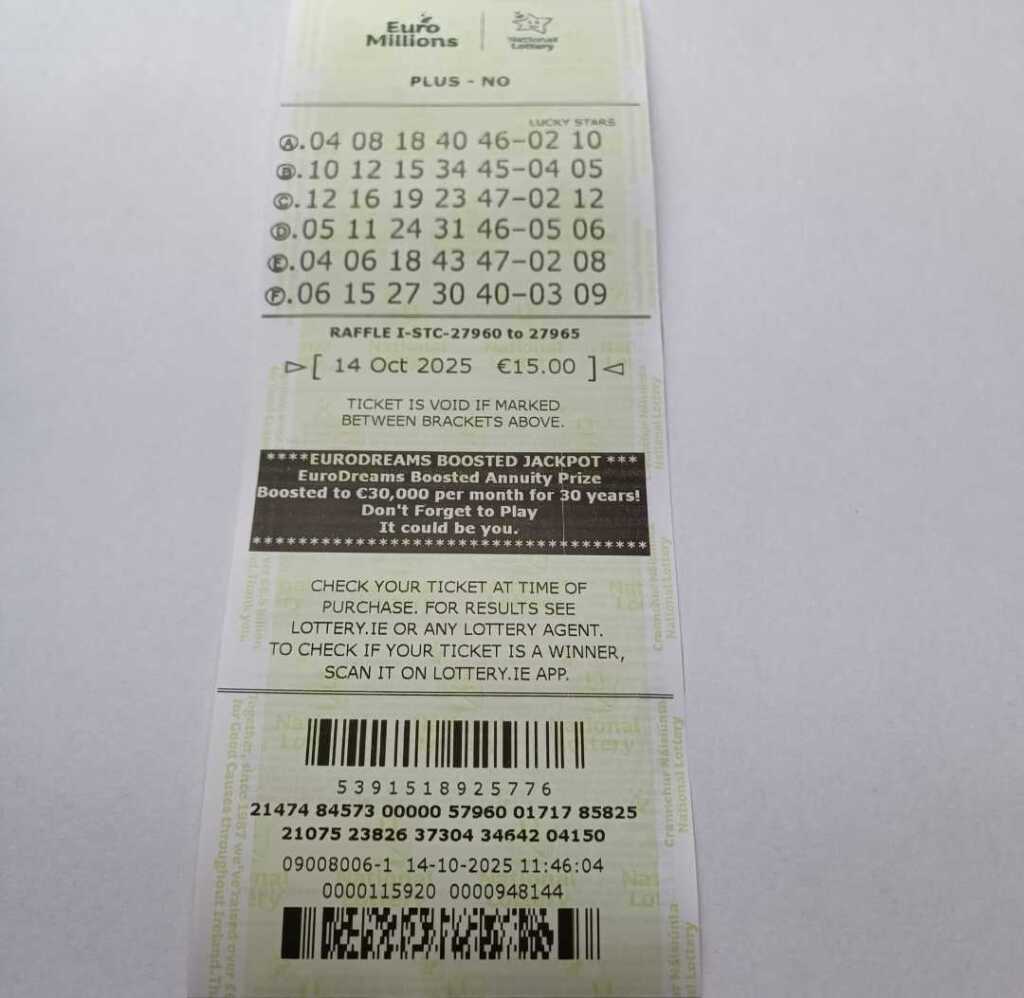 Euro Millions
National Lottery
PLUS - NO
LUCKY STARS
A.04 08 18 40 46-02 10
B.10 12 15 34 45-04 05
C.12 16 19 23 47-02 12
D.05 11 24 31 46-05 06
E.04 06 18 43 47-02 08
F.06 15 27 30 40-03 09
RAFFLE I-STC-27960 to 27965
[ 14 Oct 2025 €15.00 ]
TICKET IS VOID IF MARKED
BETWEEN BRACKETS ABOVE.
****EURODREAMS BOOSTED JACKPOT ***
EuroDreams Boosted Annuity Prize
Boosted to €30,000 per month for 30 years!
Don't Forget to Play
It could be you.
**********************************
CHECK YOUR TICKET AT TIME OF
PURCHASE. FOR RESULTS SEE
LOTTERY.IE OR ANY LOTTERY AGENT.
TO CHECK IF YOUR TICKET IS A WINNER,
SCAN IT ON LOTTERY.IE APP.
5391518925776
21474 84573 00000 57960 01717 85825
21075 23826 37304 34642 04150
09008006-1 14-10-2025 11:46:04
0000115920 0000948144
Crannchur Náisiúnta
National Lottery